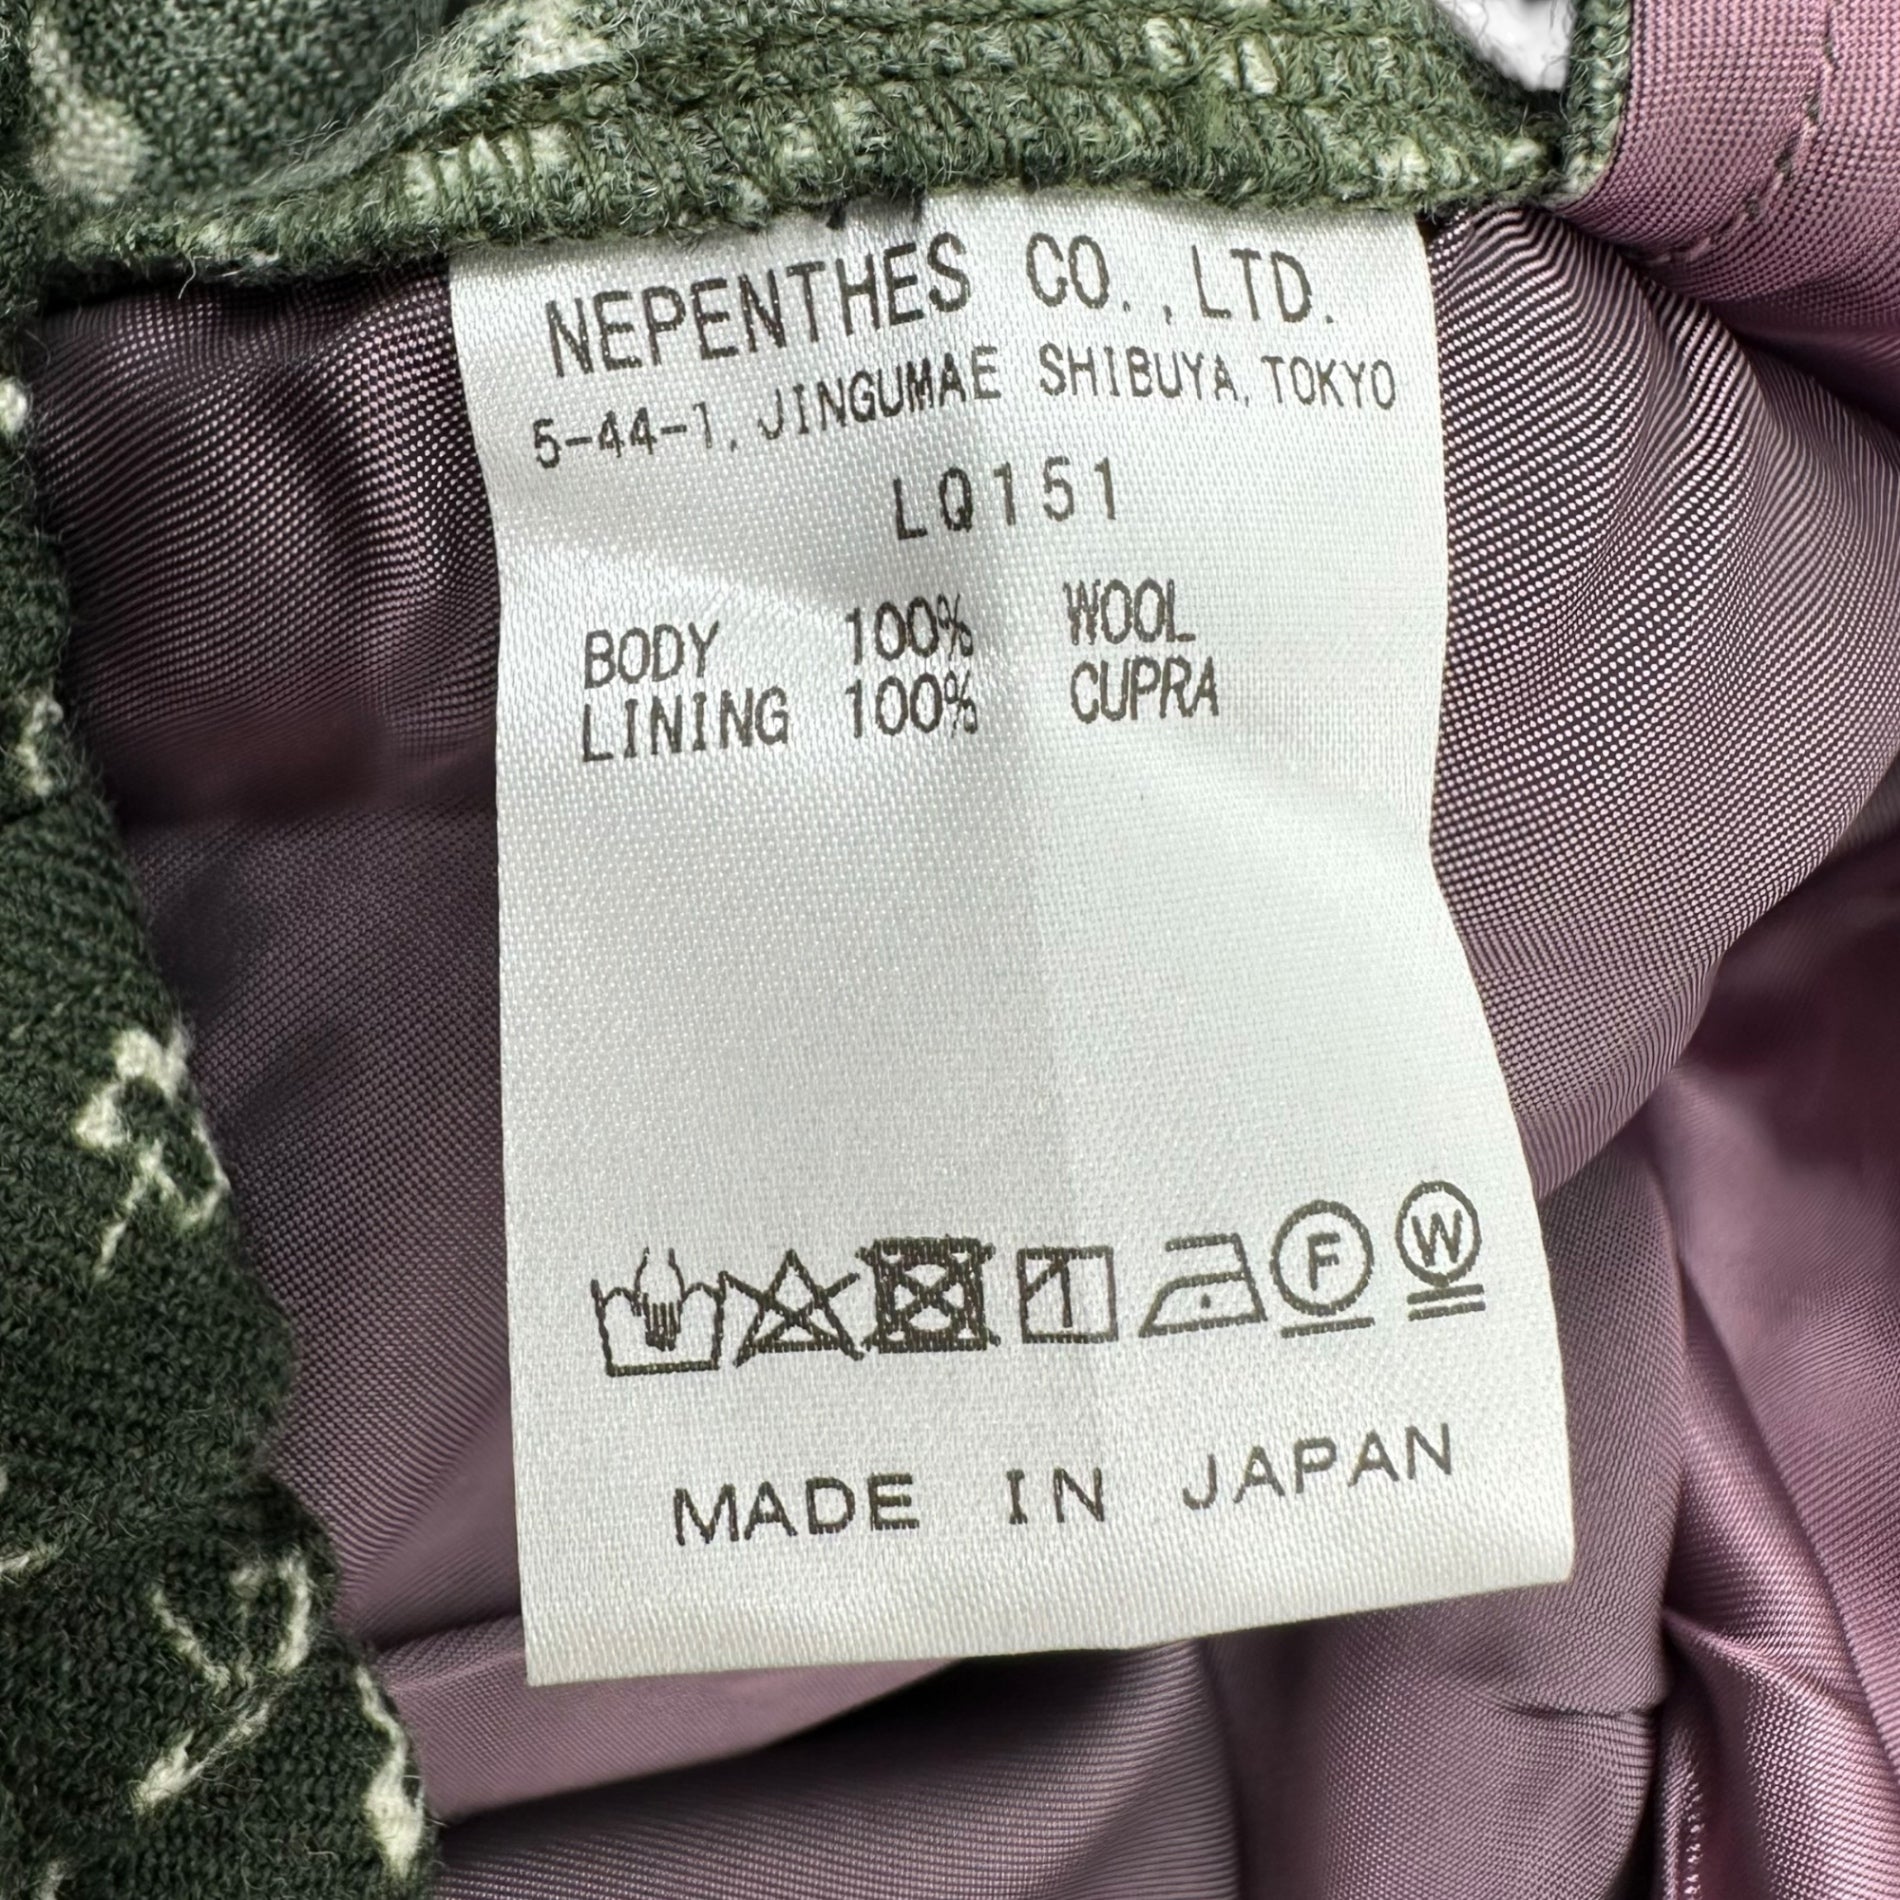 NEPENTHES CO.,LTD.
5-44-1, JINGUMAE SHIBUYA, TOKYO
LQ151
BODY 100% WOOL
LINING 100% CUPRA
F W
MADE IN JAPAN